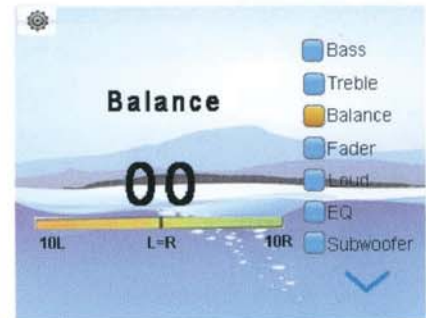 Balance
00
10L L=R 10R
Bass
Treble
Balance
Fader
Loud
EQ
Subwoofer